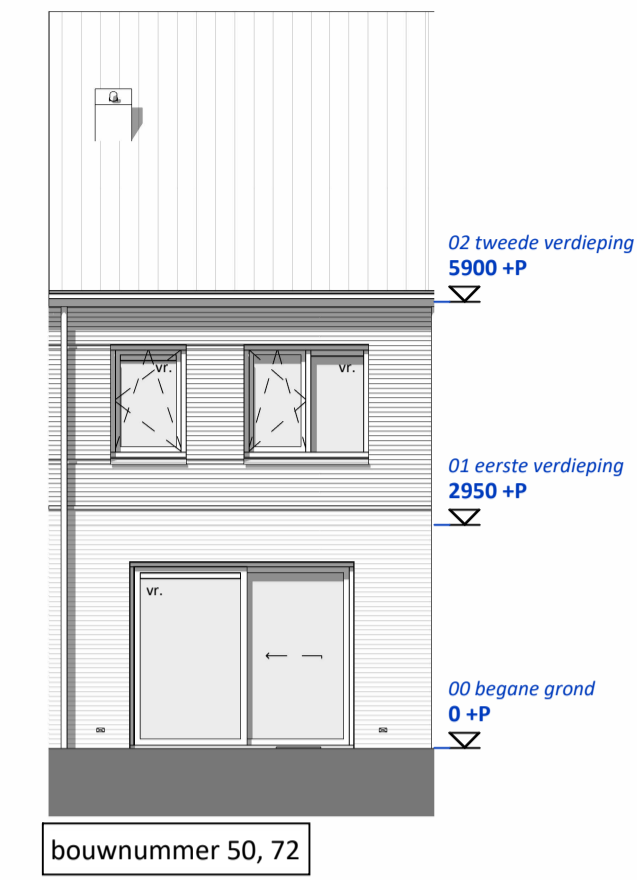 02 tweede verdieping
5900 +P
vr.
vr.
01 eerste verdieping
2950 +P
vr.
00 begane grond
0 +P
bouwnummer 50, 72